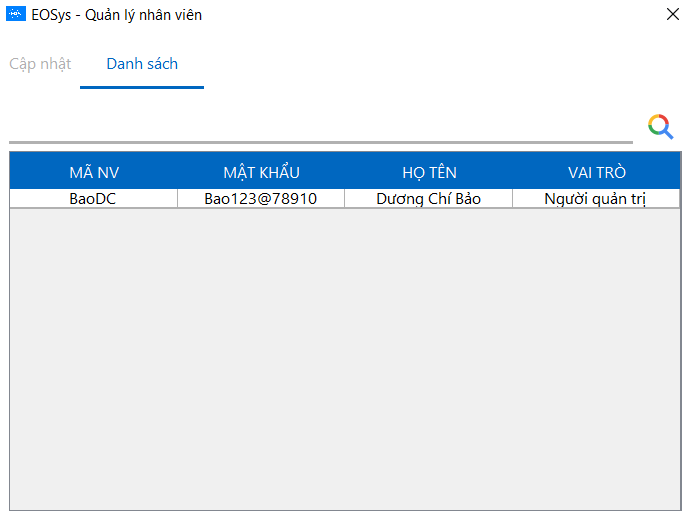 EOSys - Quản lý nhân viên
Cập nhật Danh sách
MÃ NV MẬT KHẨU HỌ TÊN VAI TRÒ
BaoDC Bao123@78910 Dương Chí Bảo Người quản trị